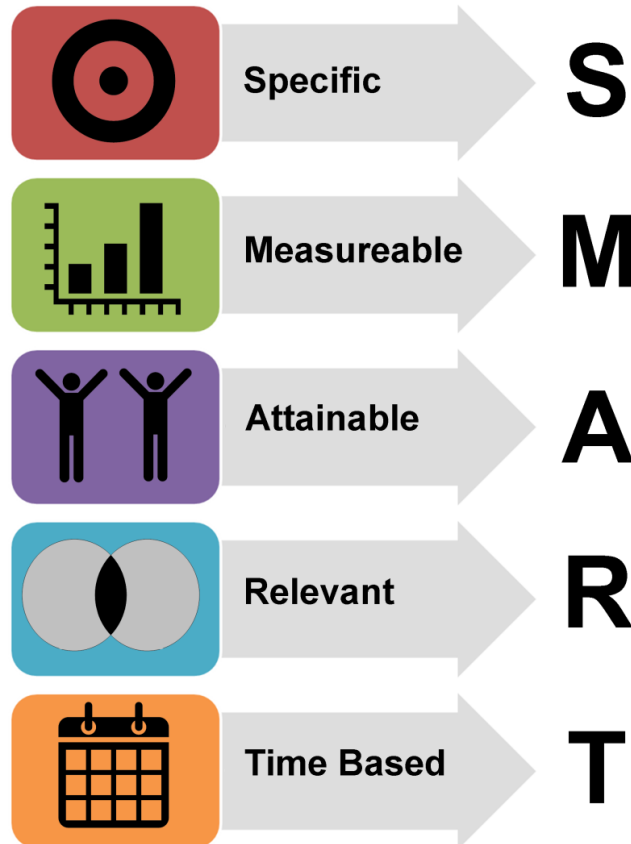 Specific S
Measureable M
Attainable A
Relevant R
Time Based T